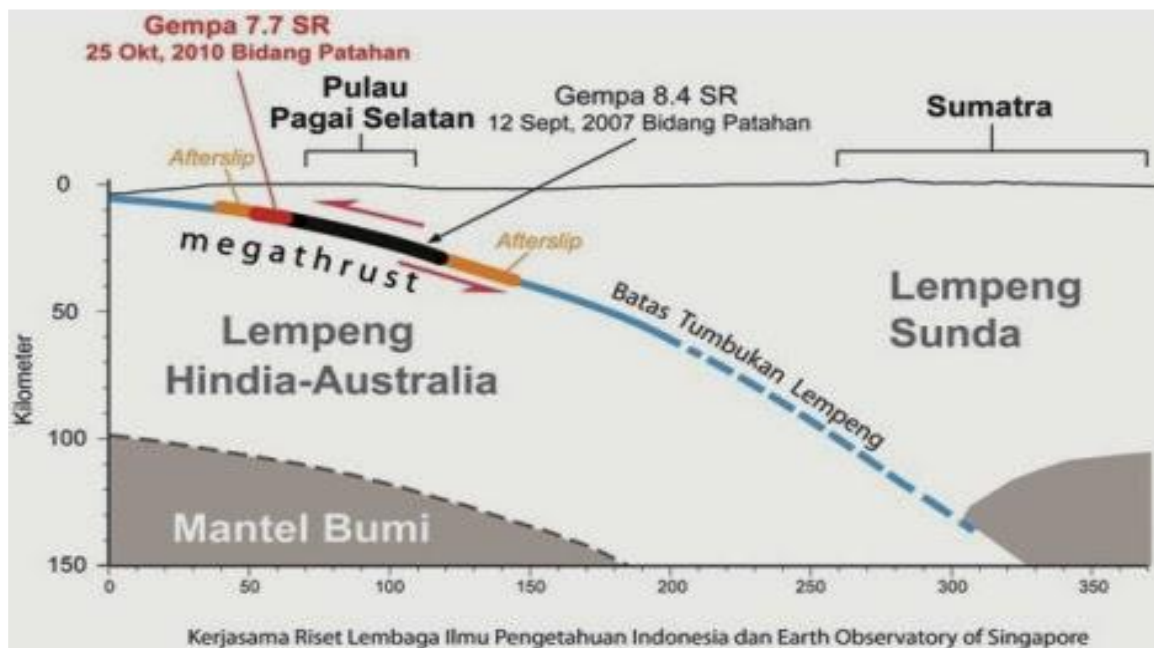 Gempa 7.7 SR
25 Okt, 2010 Bidang Patahan
Pulau
Pagai Selatan
Gempa 8.4 SR
12 Sept, 2007 Bidang Patahan
Sumatra
Afterslip
Afterslip
megathrust
Lempeng
Hindia-Australia
Batas Tumbukan Lempeng
Lempeng
Sunda
Mantel Bumi
Kilometer
0
50
100
150
0 50 100 150 200 250 300 350
Kerjasama Riset Lembaga Ilmu Pengetahuan Indonesia dan Earth Observatory of Singapore